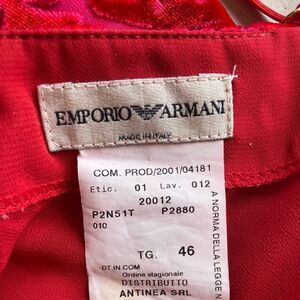 EMPORIO ARMANI
MADE IN ITALY
COM. PROD/2001/04181
Etic. 01 Lav. 012
20012
P2N51T P2880
010
TG. 46
DT.IN.COM
Ordine stagionale
DISTRIBUITO
ANTINEA SRL
A NORMA DELLA LEGGE N